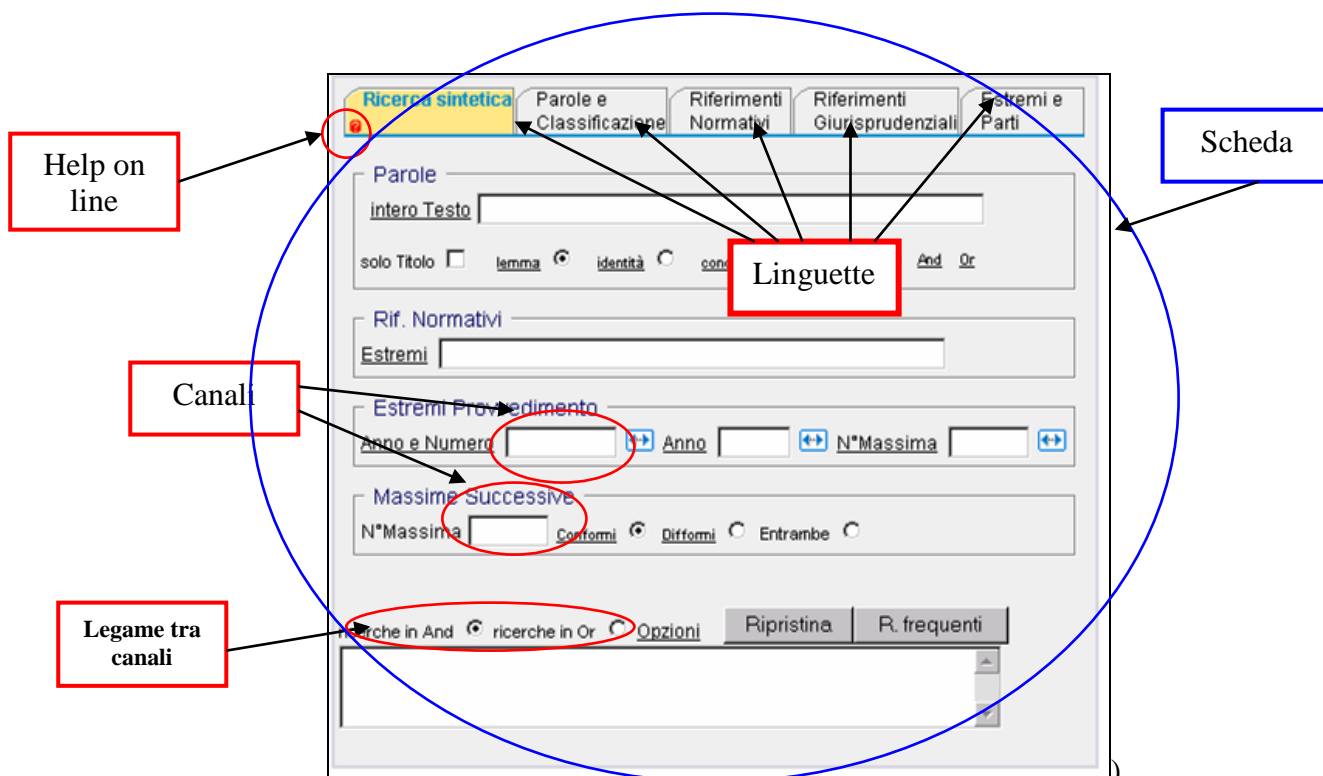 Ricerca sintetica
Parole e
Classificazione
Riferimenti
Normativi
Riferimenti
Giurisprudenziali
Estremi e
Parti
Help on
line
Scheda
Parole
intero Testo
solo Titolo lemma identità And Or
Linguette
Rif. Normativi
Estremi
Canali
Estremi Provvedimento
Anno e Numero Anno N°Massima
Massime Successive
N°Massima Conformi Difformi Entrambe
Legame tra
canali
in And ricerche in Or Opzioni Ripristina R. frequenti
)